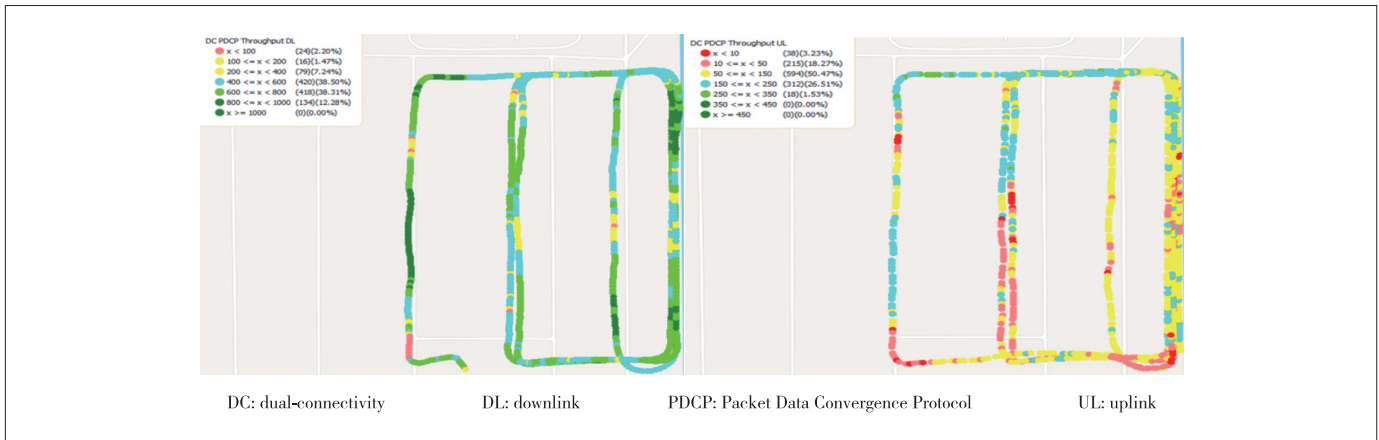 DC PDCP Throughput DL
x < 100 (24)(2.20%)
100 <= x < 200 (16)(1.47%)
200 <= x < 400 (79)(7.24%)
400 <= x < 600 (420)(38.50%)
600 <= x < 800 (418)(38.31%)
800 <= x < 1000 (134)(12.28%)
x >= 1000 (0)(0.00%)
DC PDCP Throughput UL
x < 10 (38)(3.23%)
10 <= x < 50 (215)(18.27%)
50 <= x < 150 (594)(50.47%)
150 <= x < 250 (312)(26.51%)
250 <= x < 350 (18)(1.53%)
350 <= x < 450 (0)(0.00%)
x >= 450 (0)(0.00%)
DC: dual-connectivity DL: downlink PDCP: Packet Data Convergence Protocol UL: uplink